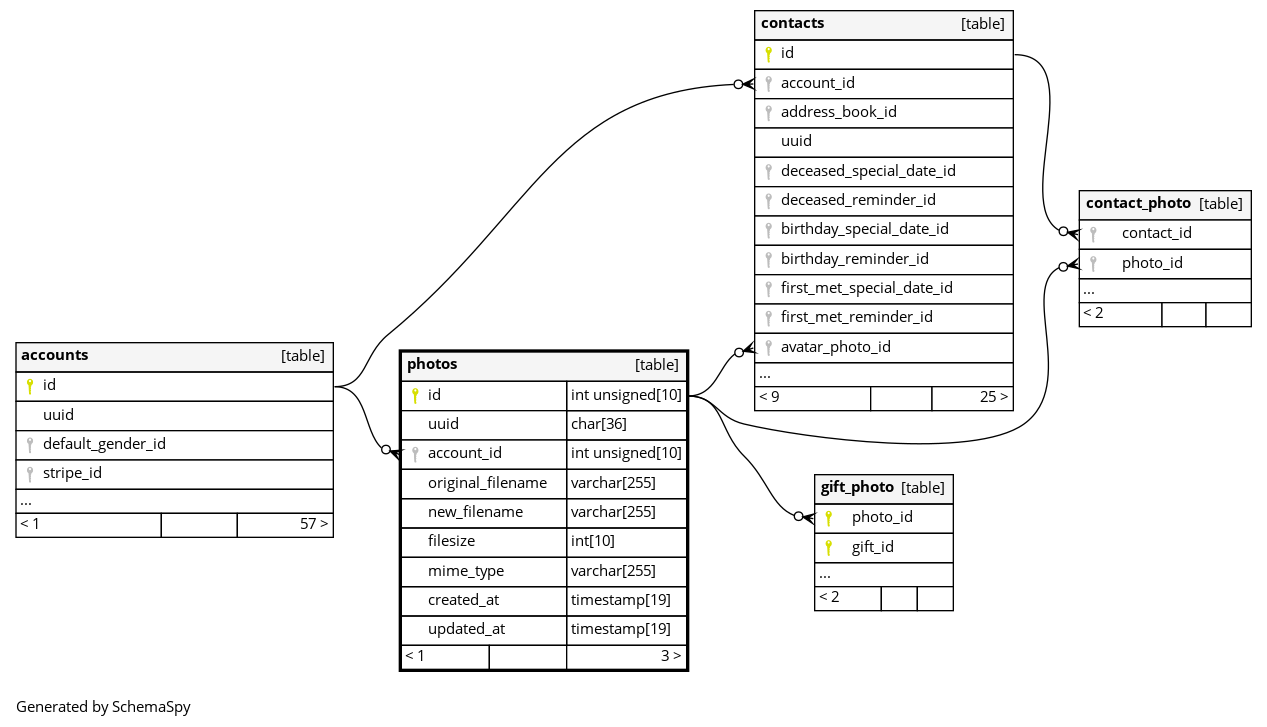 contacts [table]
id
account_id
address_book_id
uuid
deceased_special_date_id
deceased_reminder_id
birthday_special_date_id
birthday_reminder_id
first_met_special_date_id
first_met_reminder_id
avatar_photo_id
...
< 9 25 >
contact_photo [table]
contact_id
photo_id
...
< 2
accounts [table]
id
uuid
default_gender_id
stripe_id
...
< 1 57 >
photos [table]
id int unsigned[10]
uuid char[36]
account_id int unsigned[10]
original_filename varchar[255]
new_filename varchar[255]
filesize int[10]
mime_type varchar[255]
created_at timestamp[19]
updated_at timestamp[19]
< 1 3 >
gift_photo [table]
photo_id
gift_id
...
< 2
Generated by SchemaSpy